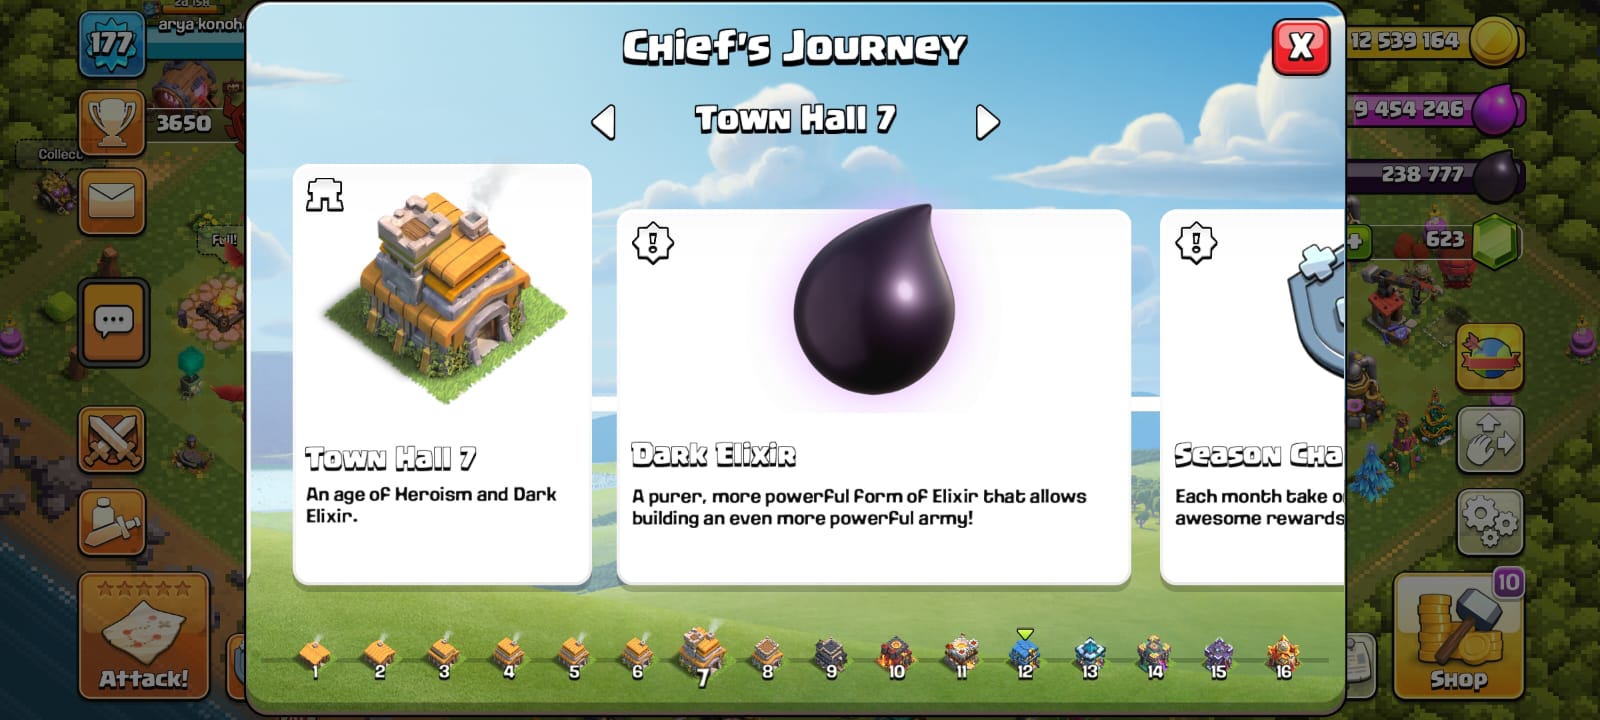 177
arya konoh
3650
Collect
Full!
Attack!
Chief's Journey
X
Town Hall 7
Town Hall 7
An age of Heroism and Dark
Elixir.
Dark Elixir
A purer, more powerful form of Elixir that allows
building an even more powerful army!
Season Cha
Each month take o
awesome rewards
1 2 3 4 5 6 7 8 9 10 11 12 13 14 15 16
12 539 164
9 454 246
238 777
623
10
Shop